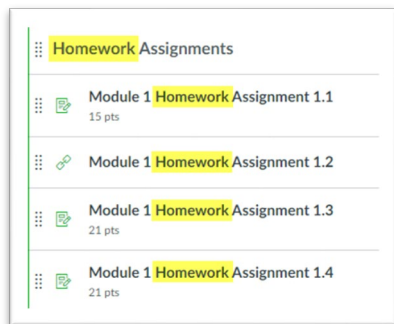 Homework Assignments
Module 1 Homework Assignment 1.1
15 pts
Module 1 Homework Assignment 1.2
Module 1 Homework Assignment 1.3
21 pts
Module 1 Homework Assignment 1.4
21 pts